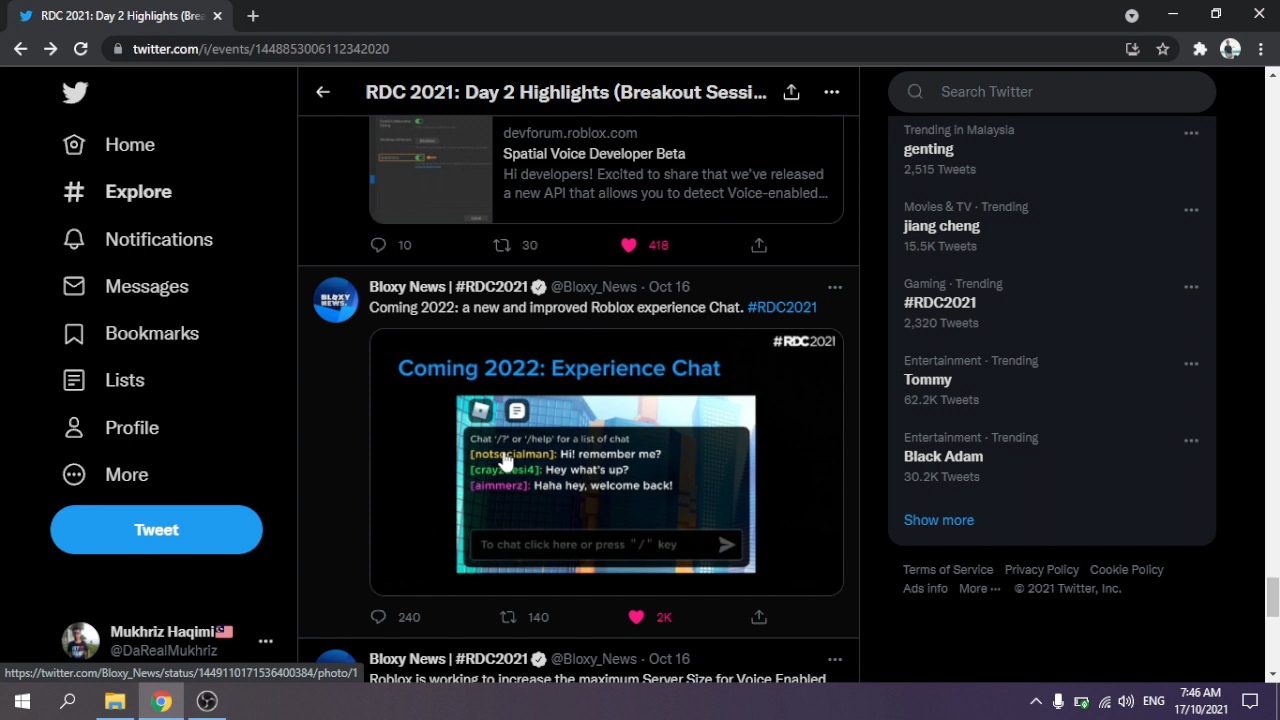 RDC 2021: Day 2 Highlights (Brea
twitter.com/i/events/1448853006112342020
Home
Explore
Notifications
Messages
Bookmarks
Lists
Profile
More
Tweet
Mukhriz Haqimi
@DaRealMukhriz
https://twitter.com/Bloxy_News/status/1449110171536400384/photo/1
RDC 2021: Day 2 Highlights (Breakout Sessi...
devforum.roblox.com
Spatial Voice Developer Beta
Hi developers! Excited to share that we've released
a new API that allows you to detect Voice-enabled...
10 30 418
BLOXY
NEWS.
Bloxy News | #RDC2021 @Bloxy_News · Oct 16
Coming 2022: a new and improved Roblox experience Chat. #RDC2021
#RDC2021
Coming 2022: Experience Chat
Chat '/?' or '/help' for a list of chat
[notsocialman]: Hi! remember me?
Hey what's up?
[aimmerz]: Haha hey, welcome back!
To chat click here or press "/" key
240 140 2K
Bloxy News | #RDC2021 @Bloxy_News · Oct 16
Roblox is working to increase the maximum Server Size for Voice Enabled
Search Twitter
Trending in Malaysia
genting
2,515 Tweets
Movies & TV · Trending
jiang cheng
15.5K Tweets
Gaming · Trending
#RDC2021
2,320 Tweets
Entertainment · Trending
Tommy
62.2K Tweets
Entertainment · Trending
Black Adam
30.2K Tweets
Show more
Terms of Service Privacy Policy Cookie Policy
Ads info More ··· © 2021 Twitter, Inc.
ENG
7:46 AM
17/10/2021